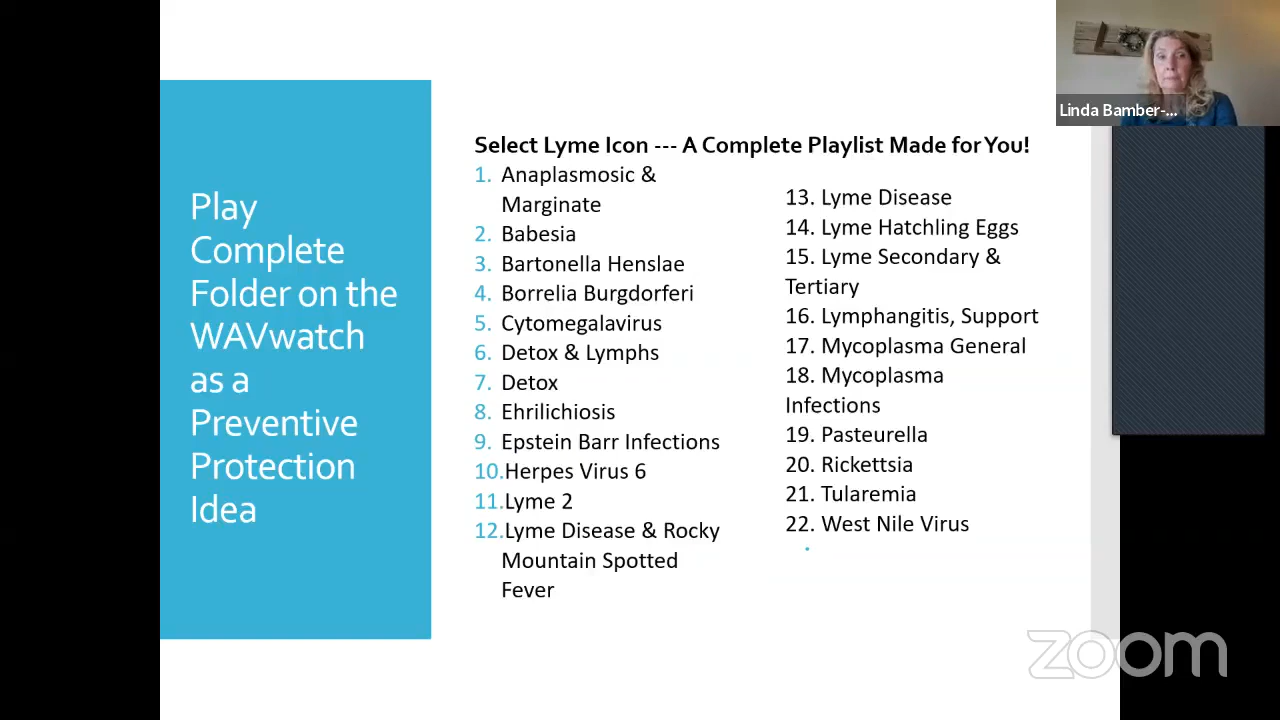 Linda Bamber-...
Play
Complete
Folder on the
WAVwatch
as a
Preventive
Protection
Idea
Select Lyme Icon --- A Complete Playlist Made for You!
1. Anaplasmosic &
Marginate
2. Babesia
3. Bartonella Henslae
4. Borrelia Burgdorferi
5. Cytomegalavirus
6. Detox & Lymphs
7. Detox
8. Ehrilichiosis
9. Epstein Barr Infections
10.Herpes Virus 6
11.Lyme 2
12.Lyme Disease & Rocky
Mountain Spotted
Fever
13. Lyme Disease
14. Lyme Hatchling Eggs
15. Lyme Secondary &
Tertiary
16. Lymphangitis, Support
17. Mycoplasma General
18. Mycoplasma
Infections
19. Pasteurella
20. Rickettsia
21. Tularemia
22. West Nile Virus
zoom